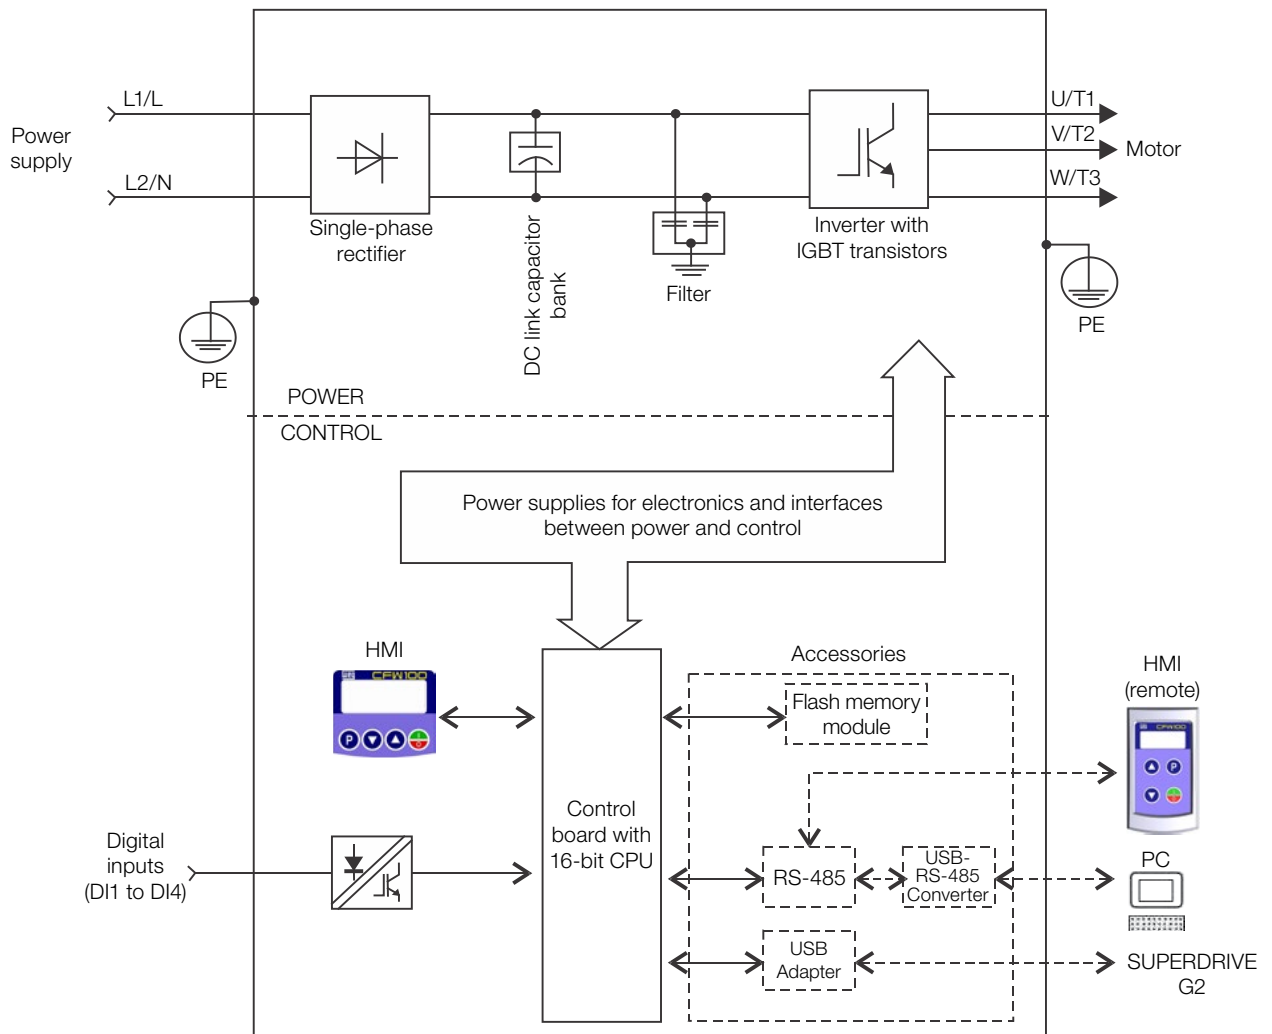 L1/L
Power
supply
L2/N
Single-phase
rectifier
DC link capacitor
bank
Filter
Inverter with
IGBT transistors
U/T1
V/T2
Motor
W/T3
PE
PE
POWER
CONTROL
Power supplies for electronics and interfaces
between power and control
HMI
CFW100
P
Control
board with
16-bit CPU
Accessories
Flash memory
module
HMI
(remote)
CFW100
P
Digital
inputs
(DI1 to DI4)
RS-485
USB-
RS-485
Converter
PC
USB
Adapter
SUPERDRIVE
G2